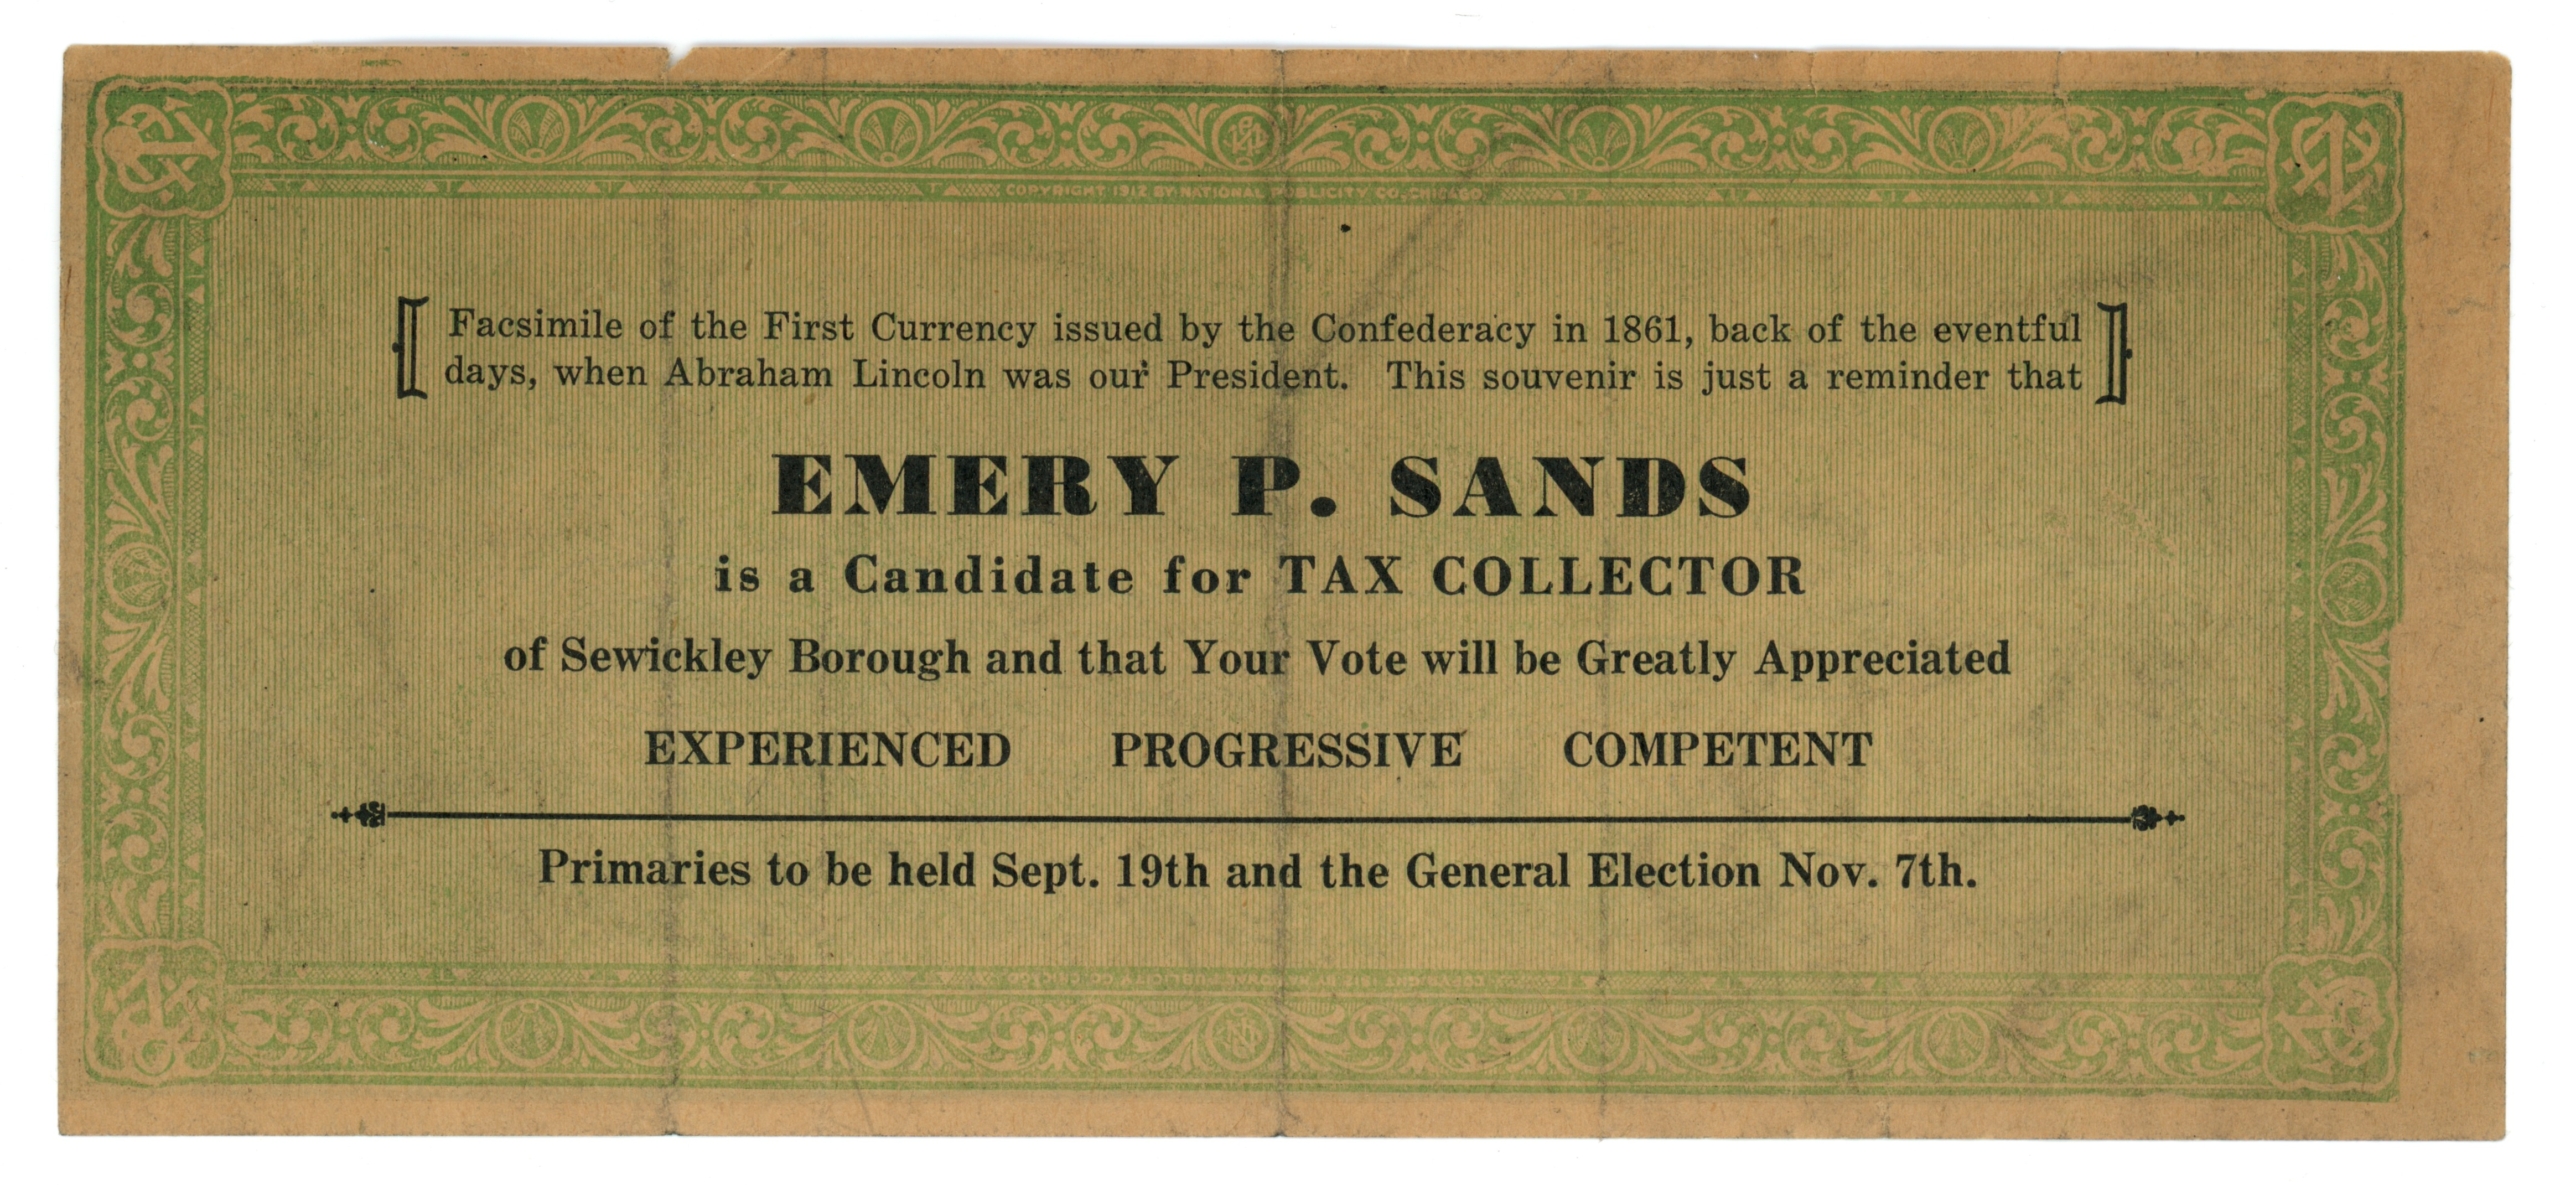 COPYRIGHT 1912 BY NATIONAL PUBLICITY CO., CHICAGO
Facsimile of the First Currency issued by the Confederacy in 1861, back of the eventful
days, when Abraham Lincoln was our President. This souvenir is just a reminder that
EMERY P. SANDS
is a Candidate for TAX COLLECTOR
of Sewickley Borough and that Your Vote will be Greatly Appreciated
EXPERIENCED PROGRESSIVE COMPETENT
Primaries to be held Sept. 19th and the General Election Nov. 7th.